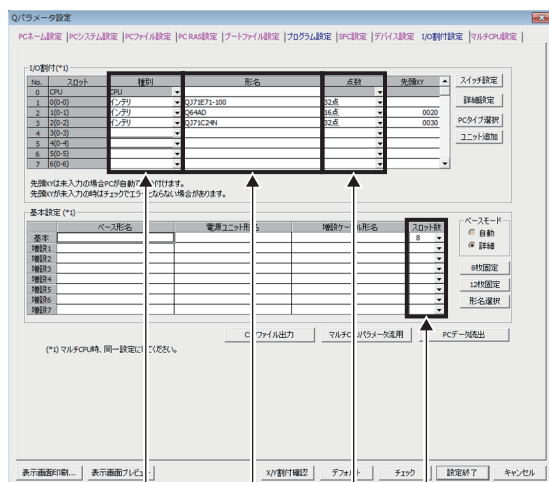 Qパラメータ設定
PCネーム設定 PCシステム設定 PCファイル設定 PC RAS設定 ブートファイル設定 プログラム設定 SFC設定 デバイス設定 I/O割付設定 マルチCPU設定
I/O割付(*1)
No. スロット 種別 形名 点数 先頭XY
0 CPU CPU
1 0(0-0) インテリ QJ71E71-100 32点
2 1(0-1) インテリ Q64AD 16点 0020
3 2(0-2) インテリ QJ71C24N 32点 0030
4 3(0-3)
5 4(0-4)
6 5(0-5)
7 6(0-6)
スイッチ設定
詳細設定
PCタイプ選択
ユニット追加
先頭XYは未入力の場合PCが自動 付けます。
先頭XYが未入力の時はチェックでエラー とならない 場合があります。
基本設定 (*1)
ベース形名 電源ユニット形名 増設ケーブル形名 スロット数
基本 8
増設1
増設2
増設3
増設4
増設5
増設6
増設7
ベースモード
自動
詳細
8枚固定
12枚固定
形名選択
CSVファイル出力 マルチCPUパラメータ流用 PCデータ読出
(*1) マルチCPU時、同一設定にしてください。
表示画面印刷... 表示画面プレビュー X/Y割付確認 デフォルト チェック 設定終了 キャンセル